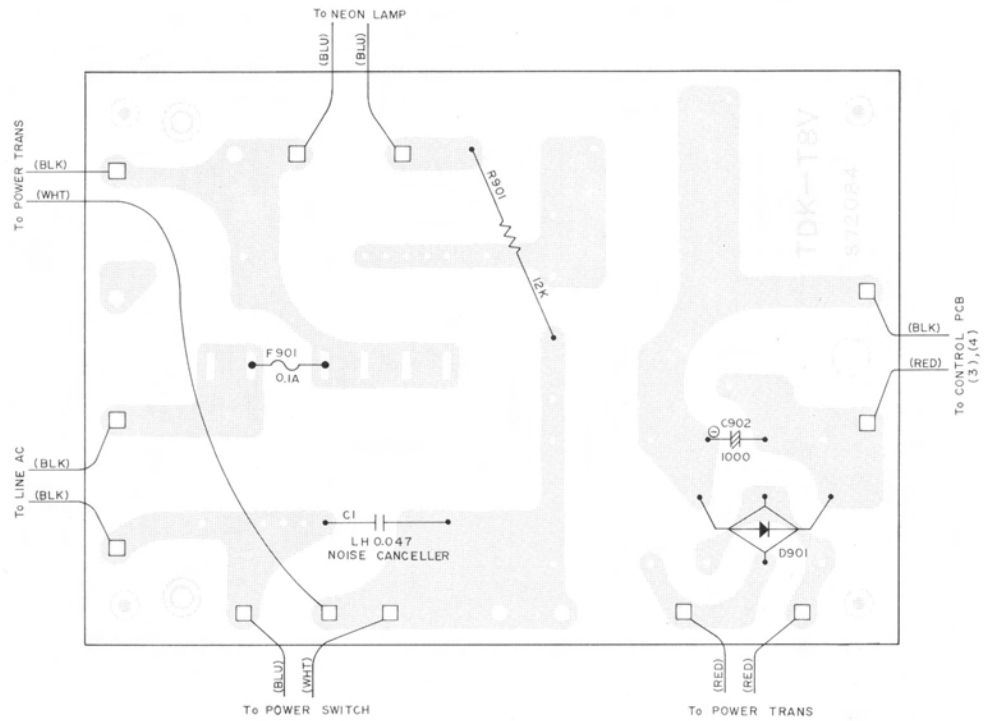 To NEON LAMP
(BLU)
(BLU)
To POWER TRANS
(BLK)
(WHT)
R901
12K
TDK-T8V
872084
F901
0.1A
(BLK)
(RED)
To CONTROL PCB
(3),(4)
To LINE AC
(BLK)
(BLK)
⊖ C902
1000
C1
LH 0.047
NOISE CANCELLER
D901
(BLU)
(WHT)
To POWER SWITCH
(RED)
(RED)
To POWER TRANS